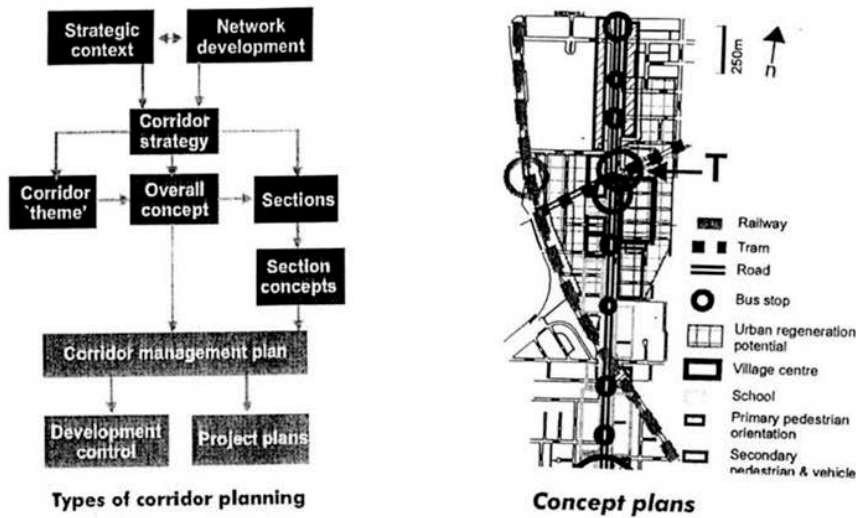 Strategic
context
Network
development
Corridor
strategy
Corridor
'theme'
Overall
concept
Sections
Section
concepts
Corridor management plan
Development
control
Project plans
Types of corridor planning
250m
n
T
Railway
Tram
Road
Bus stop
Urban regeneration
potential
Village centre
School
Primary pedestrian
orientation
Secondary
pedestrian & vehicle
Concept plans